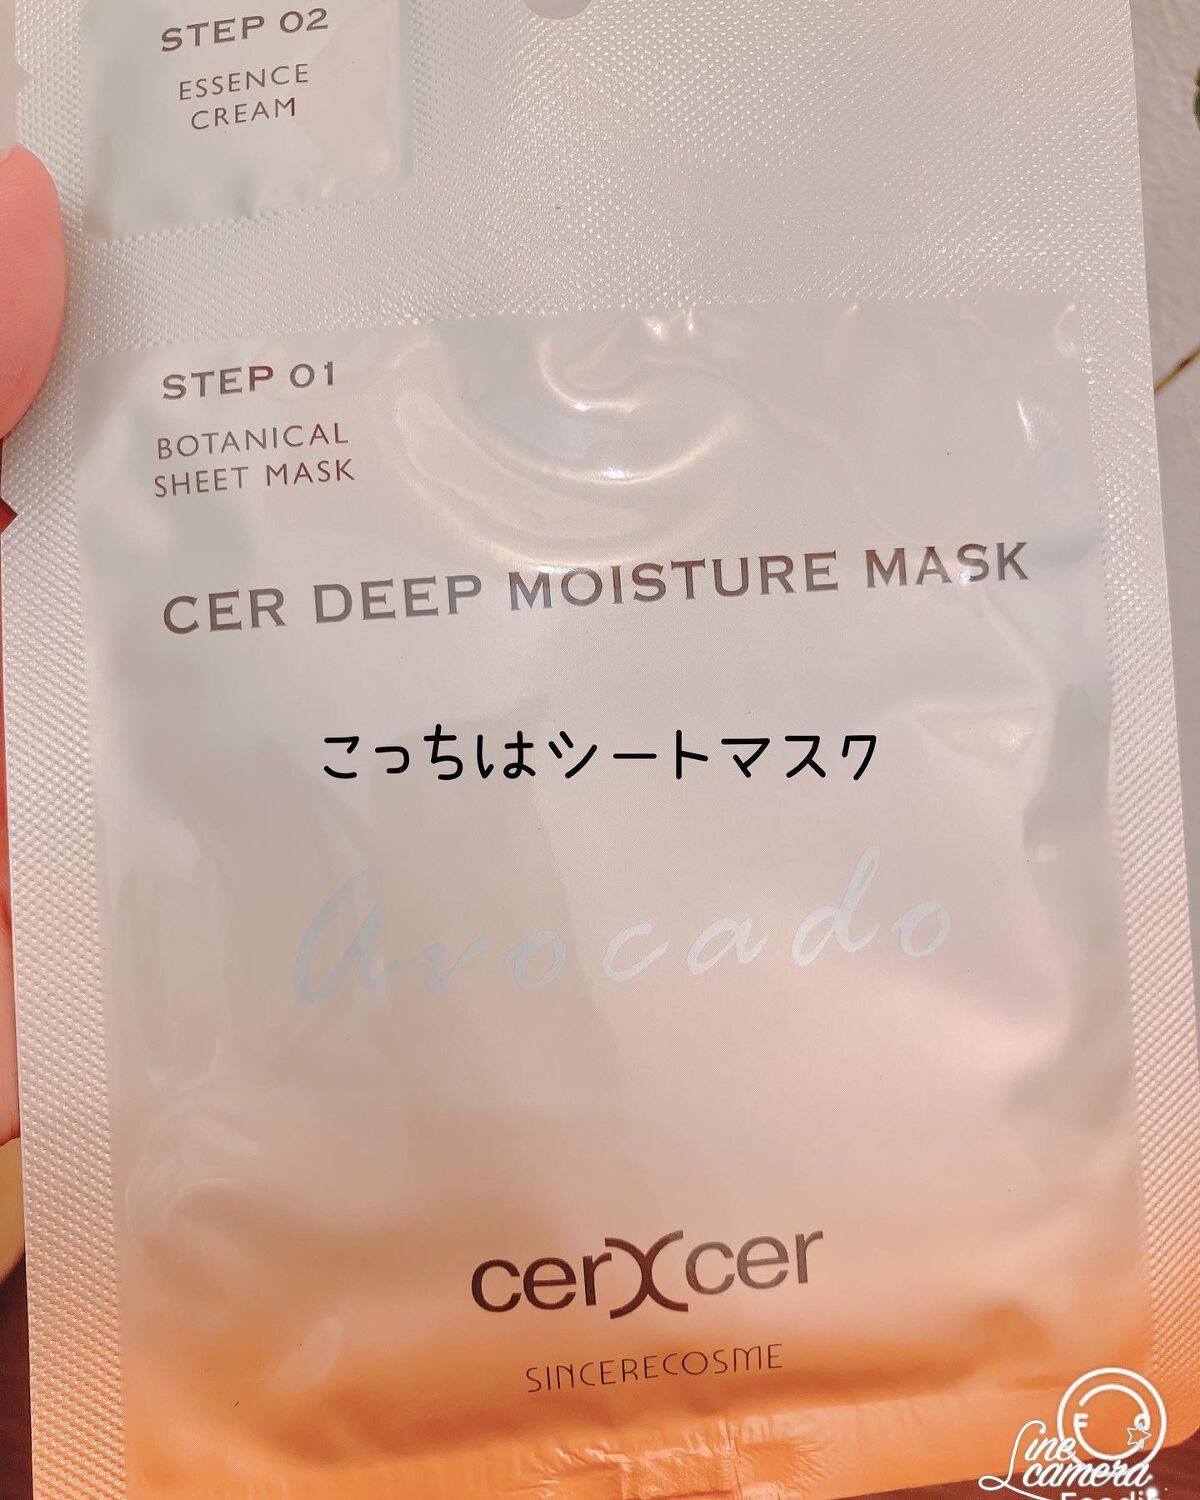 STEP 02
ESSENCE
CREAM
STEP 01
BOTANICAL
SHEET MASK
CER DEEP MOISTURE MASK
こっちはシートマスク
Avocado
cerXcer
SINCERECOSME
Line
camera